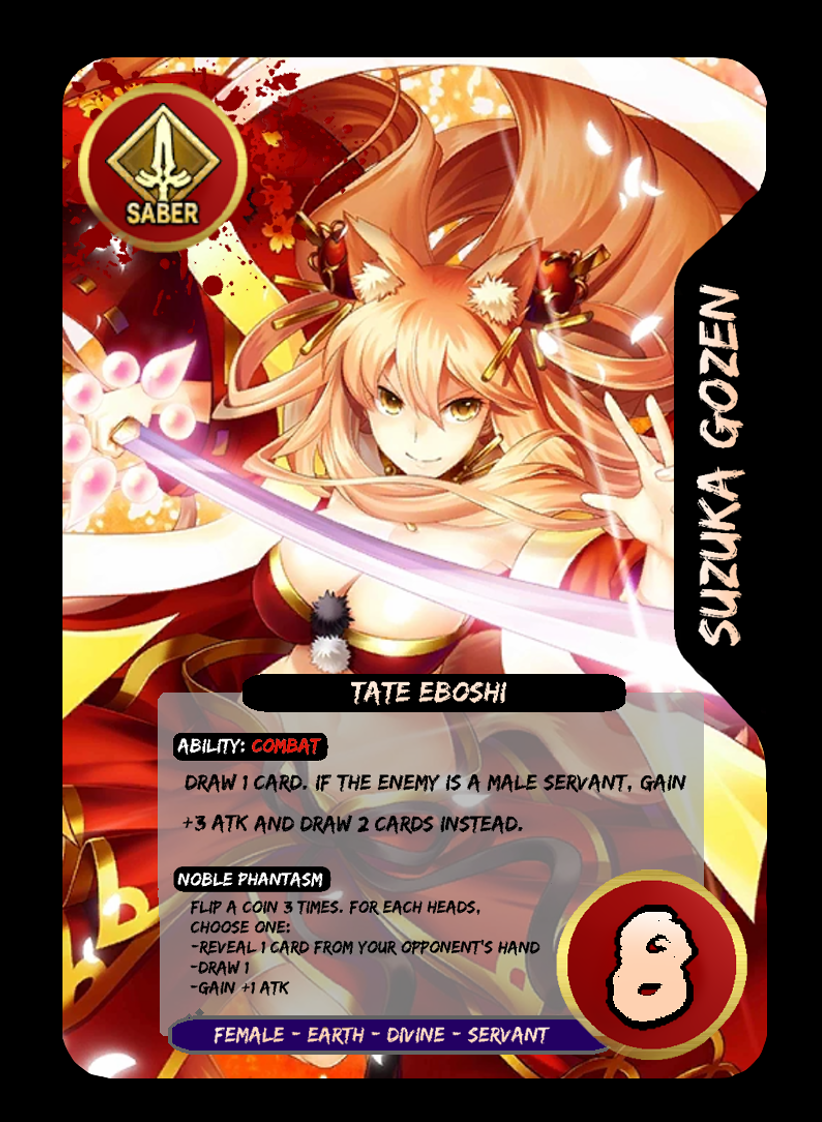 SABER
SUZUKA GOZEN
TATE EBOSHI
ABILITY: COMBAT
DRAW 1 CARD. IF THE ENEMY IS A MALE SERVANT, GAIN
+3 ATK AND DRAW 2 CARDS INSTEAD.
NOBLE PHANTASM
FLIP A COIN 3 TIMES. FOR EACH HEADS,
CHOOSE ONE:
-REVEAL 1 CARD FROM YOUR OPPONENT'S HAND
-DRAW 1
-GAIN +1 ATK
8
FEMALE - EARTH - DIVINE - SERVANT